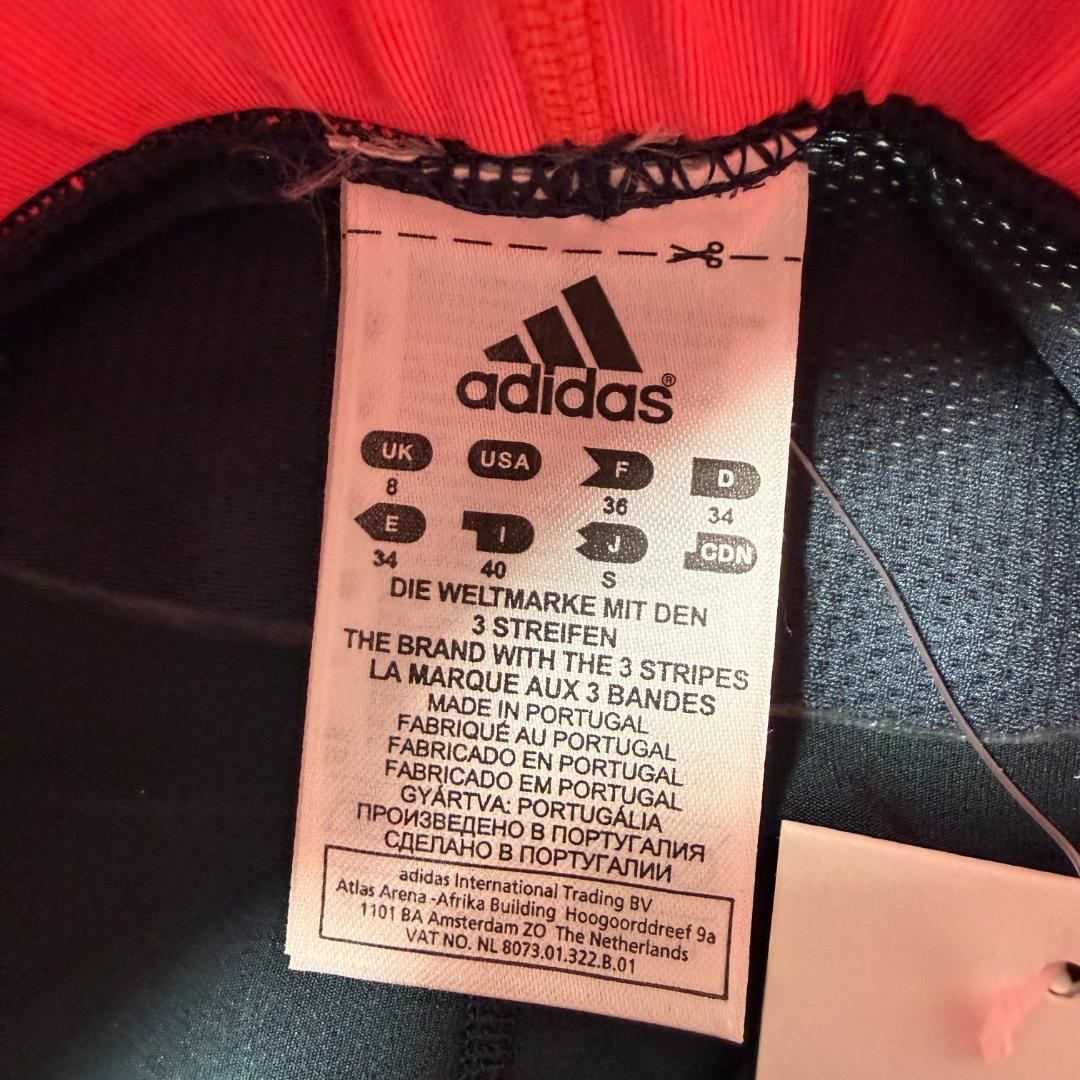 adidas®
UK USA F D
8 36 34
E I J CDN
34 40 S
DIE WELTMARKE MIT DEN
3 STREIFEN
THE BRAND WITH THE 3 STRIPES
LA MARQUE AUX 3 BANDES
MADE IN PORTUGAL
FABRIQUÉ AU PORTUGAL
FABRICADO EN PORTUGAL
FABRICADO EM PORTUGAL
GYÁRTVA: PORTUGÁLIA
ПРОИЗВЕДЕНО В ПОРТУГАЛИЯ
СДЕЛАНО В ПОРТУГАЛИИ
adidas International Trading BV
Atlas Arena -Afrika Building Hoogoorddreef 9a
1101 BA Amsterdam ZO The Netherlands
VAT NO. NL 8073.01.322.B.01